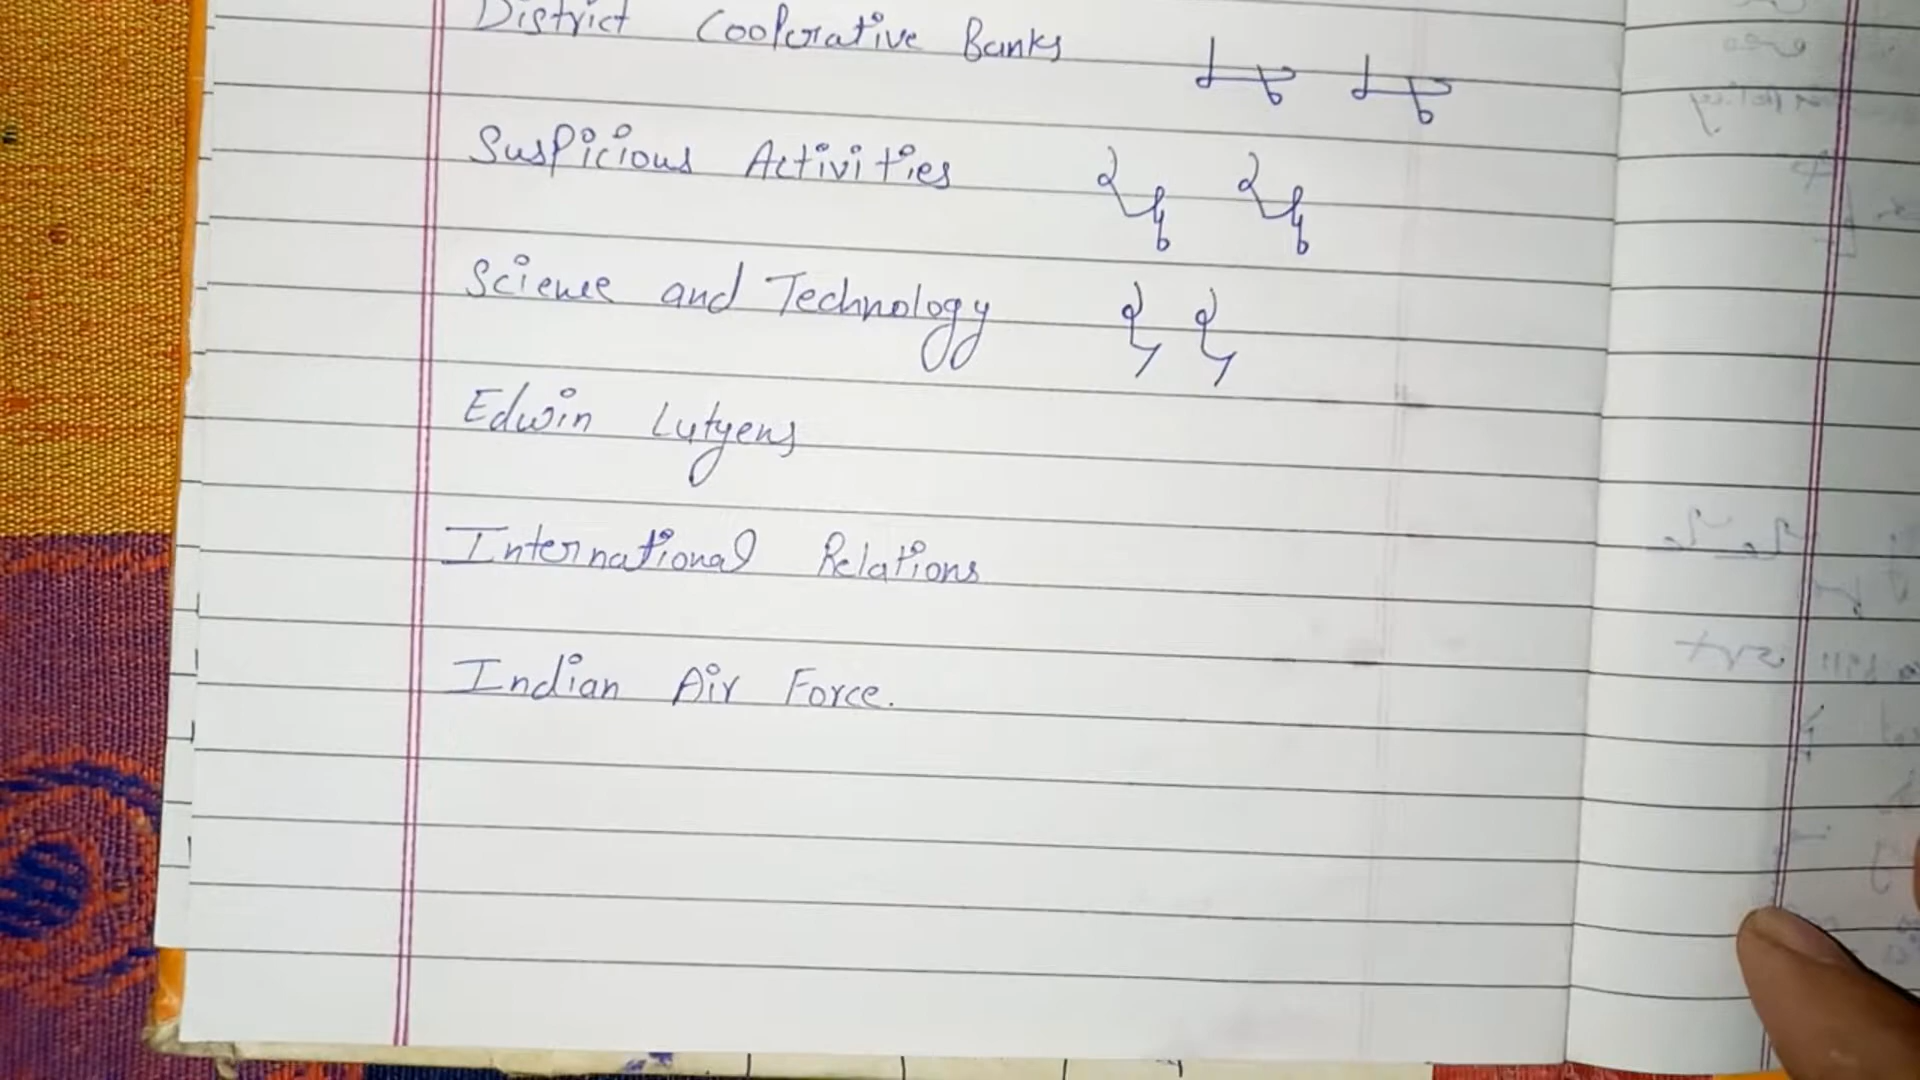 District Cooperative Banks
Suspicious Activities
Science and Technology
Edwin Lutyens
International Relations
Indian Air Force.